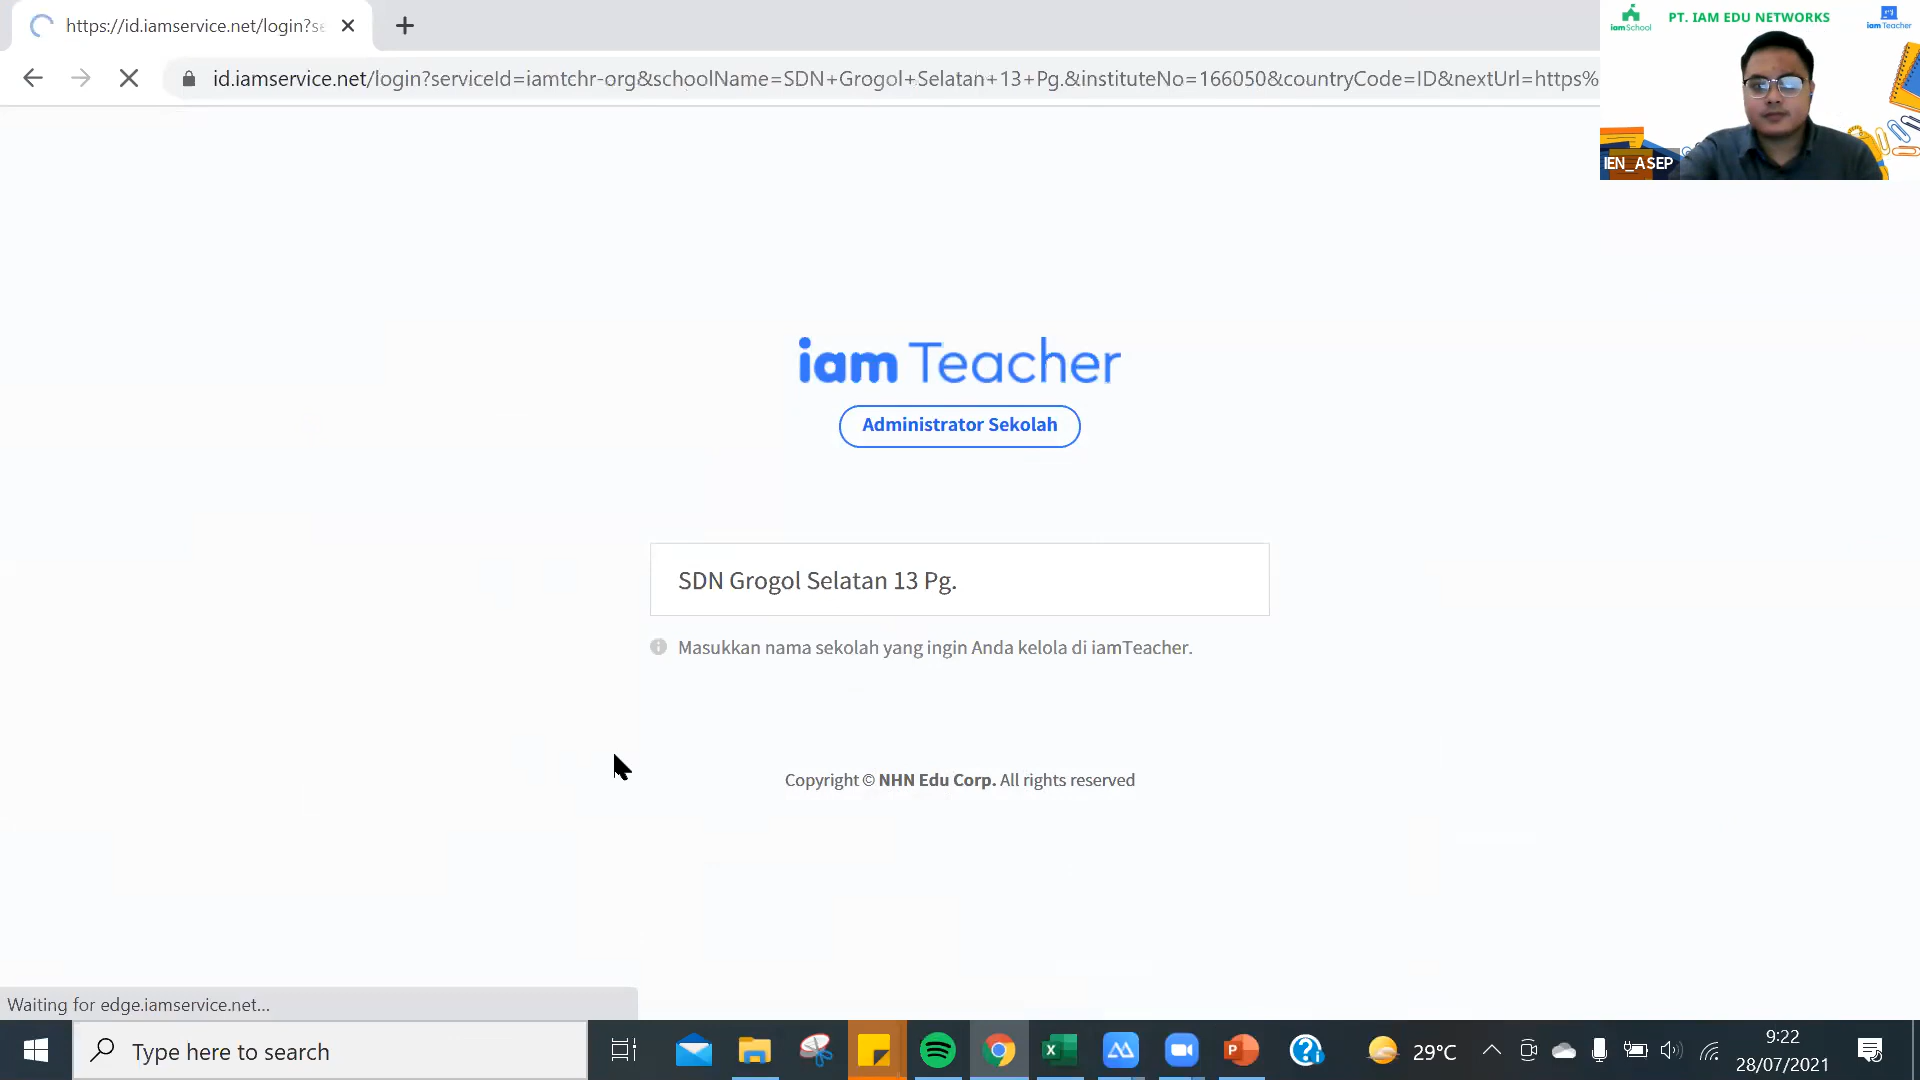 https://id.iamservice.net/login?se
id.iamservice.net/login?serviceId=iamtchr-org&schoolName=SDN+Grogol+Selatan+13+Pg.&instituteNo=166050&countryCode=ID&nextUrl=https%
iamSchool
PT. IAM EDU NETWORKS
iamTeacher
IEN_ASEP
iam Teacher
Administrator Sekolah
SDN Grogol Selatan 13 Pg.
Masukkan nama sekolah yang ingin Anda kelola di iamTeacher.
Copyright © NHN Edu Corp. All rights reserved
Waiting for edge.iamservice.net...
Type here to search
29°C
9:22
28/07/2021